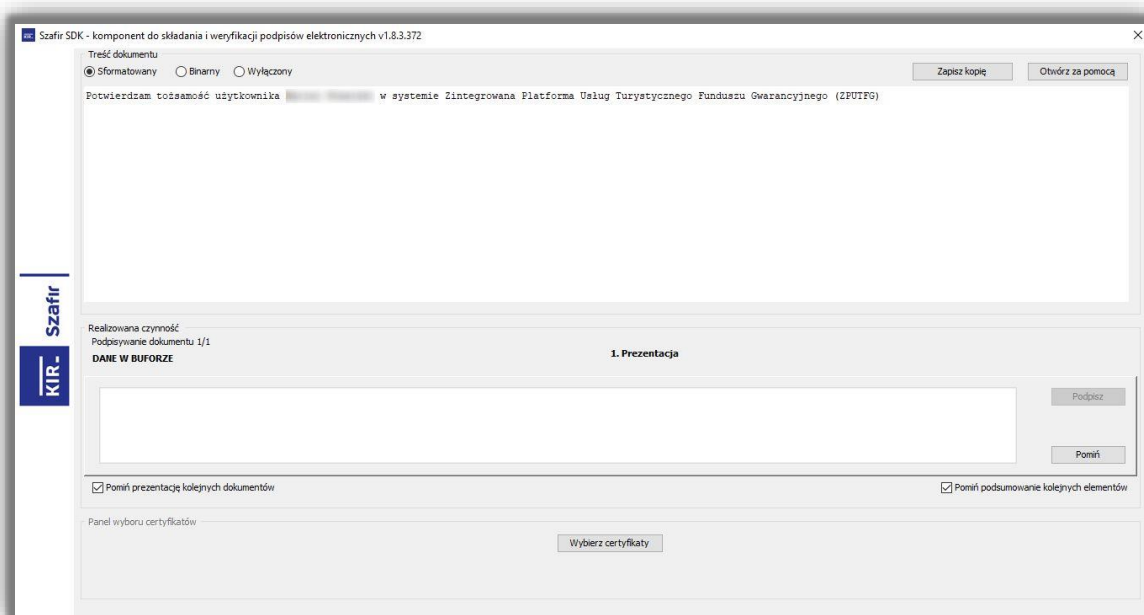 KIR. Szafir SDK - komponent do składania i weryfikacji podpisów elektronicznych v1.8.3.372
Treść dokumentu
Sformatowany Binarny Wyłączony Zapisz kopię Otwórz za pomocą
Potwierdzam tożsamość użytkownika w systemie Zintegrowana Platforma Usług Turystycznego Funduszu Gwarancyjnego (ZPUTFG)
KIR. Szafir
Realizowana czynność
Podpisywanie dokumentu 1/1
DANE W BUFORZE
1. Prezentacja
Podpisz
Pomiń
Pomiń prezentację kolejnych dokumentów Pomiń podsumowanie kolejnych elementów
Panel wyboru certyfikatów
Wybierz certyfikaty